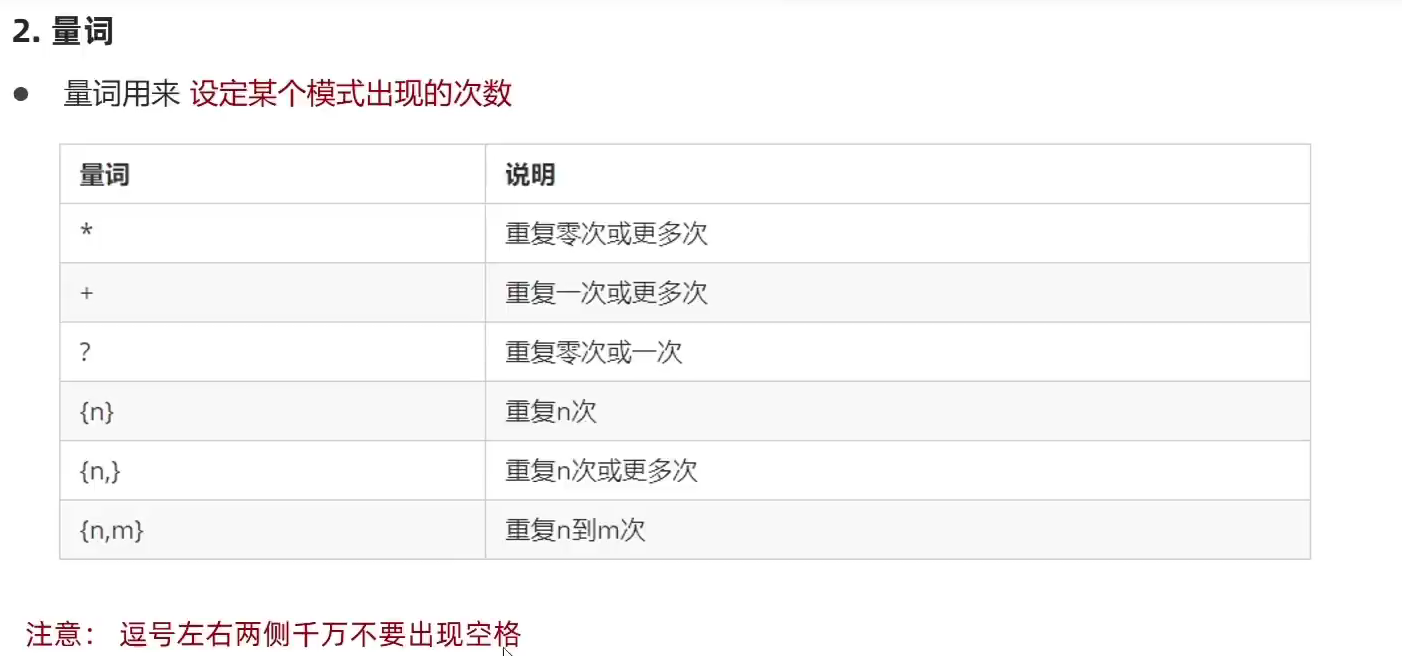 2. 量词
● 量词用来 设定某个模式出现的次数
量词 说明
* 重复零次或更多次
+ 重复一次或更多次
? 重复零次或一次
{n} 重复n次
{n,} 重复n次或更多次
{n,m} 重复n到m次
注意： 逗号左右两侧千万不要出现空格